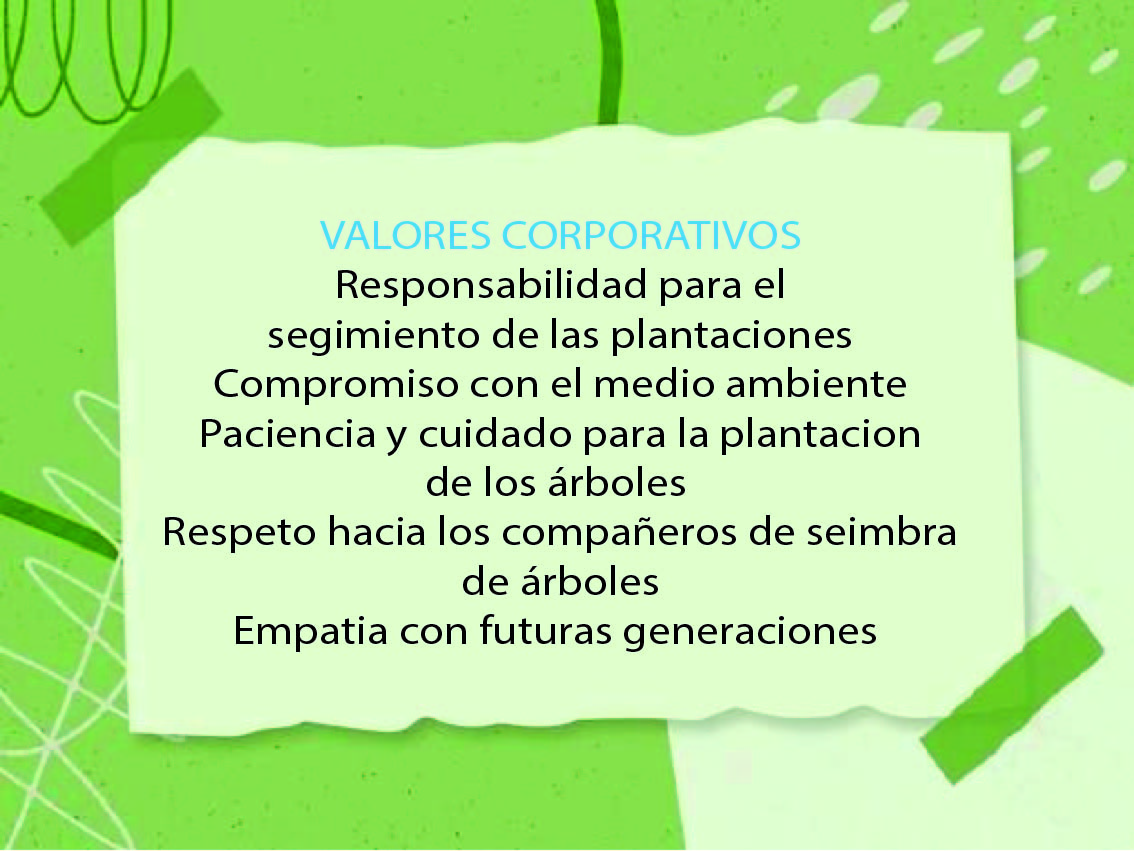 VALORES CORPORATIVOS
Responsabilidad para el
segimiento de las plantaciones
Compromiso con el medio ambiente
Paciencia y cuidado para la plantacion
de los árboles
Respeto hacia los compañeros de seimbra
de árboles
Empatia con futuras generaciones